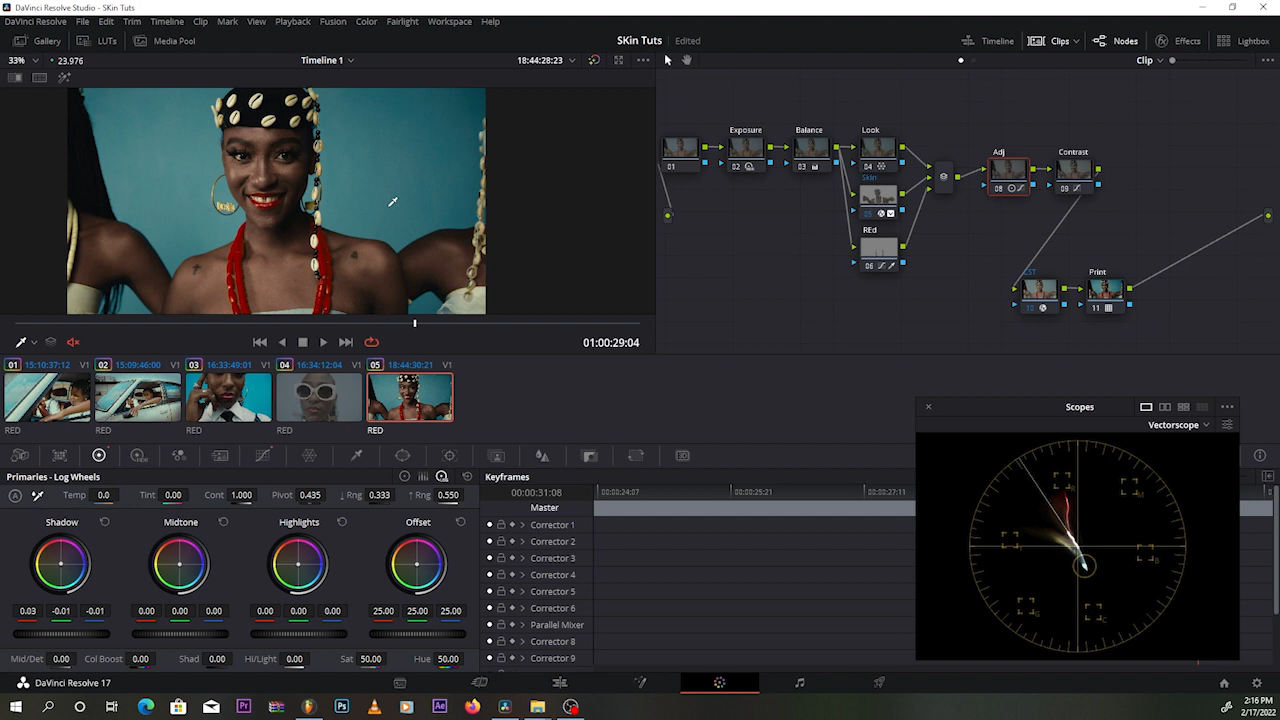 DaVinci Resolve Studio - SKin Tuts
DaVinci Resolve File Edit Trim Timeline Clip Mark View Playback Fusion Color Fairlight Workspace Help
Gallery LUTs Media Pool SKin Tuts Edited Timeline Clips Nodes Effects Lightbox
33% 23.976 Timeline 1 18:44:28:23 Clip
Exposure Balance Look Adj Contrast
01 02 03 04 08 09
Skin
05
REd
06
CST Print
10 11
01:00:29:04
01 15:10:37:12 V1 02 15:09:46:00 V1 03 16:33:49:01 V1 04 16:34:12:04 V1 05 18:44:30:21 V1
RED RED RED RED RED
Scopes
Vectorscope
R M B C G
Primaries - Log Wheels Keyframes
Temp 0.0 Tint 0.00 Cont 1.000 Pivot 0.435 Rng 0.333 Rng 0.550
00:00:31:08 00:00:24:07 00:00:25:21 00:00:27:11
Master
Shadow Midtone Highlights Offset
Corrector 1
Corrector 2
Corrector 3
Corrector 4
Corrector 5
Corrector 6
Parallel Mixer
Corrector 8
Corrector 9
0.03 -0.01 -0.01 0.00 0.00 0.00 0.00 0.00 0.00 25.00 25.00 25.00
Mid/Det 0.00 Col Boost 0.00 Shad 0.00 Hi/Light 0.00 Sat 50.00 Hue 50.00
DaVinci Resolve 17
Pr Ps Ae
2:16 PM
2/17/2022